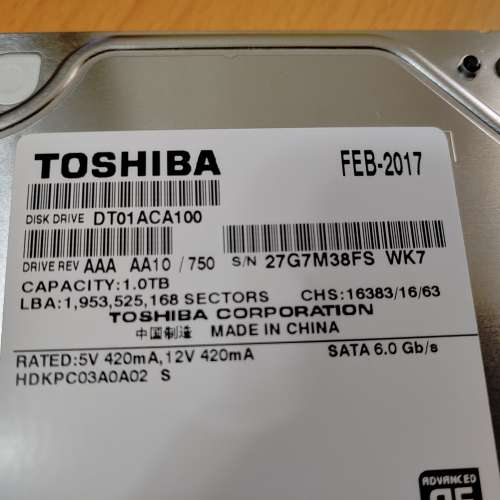 TOSHIBA FEB-2017
DISK DRIVE DT01ACA100
DRIVE REV AAA AA10 / 750 S/N 27G7M38FS WK7
CAPACITY:1.0TB
LBA:1,953,525,168 SECTORS CHS:16383/16/63
TOSHIBA CORPORATION
中国制造 MADE IN CHINA
RATED:5V 420mA,12V 420mA SATA 6.0 Gb/s
HDKPC03A0A02 S
ADVANCED